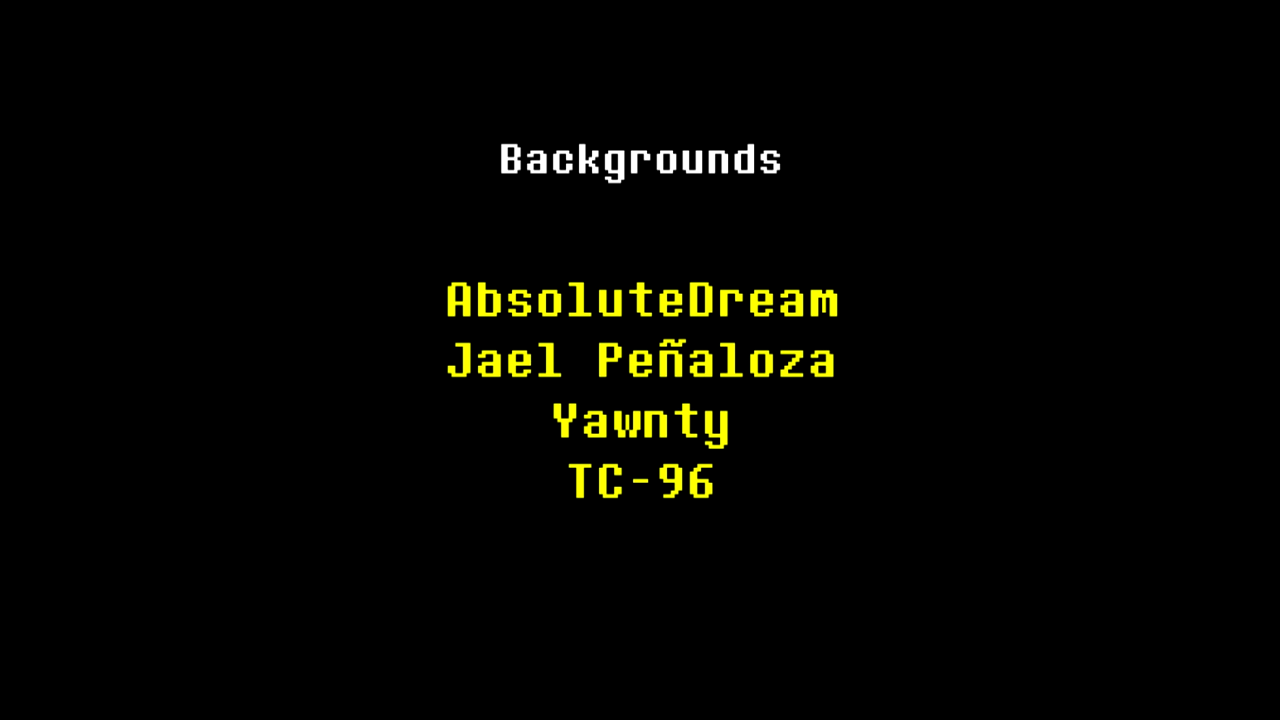 Backgrounds
AbsoluteDream
Jael Peñaloza
Yawnty
TC-96